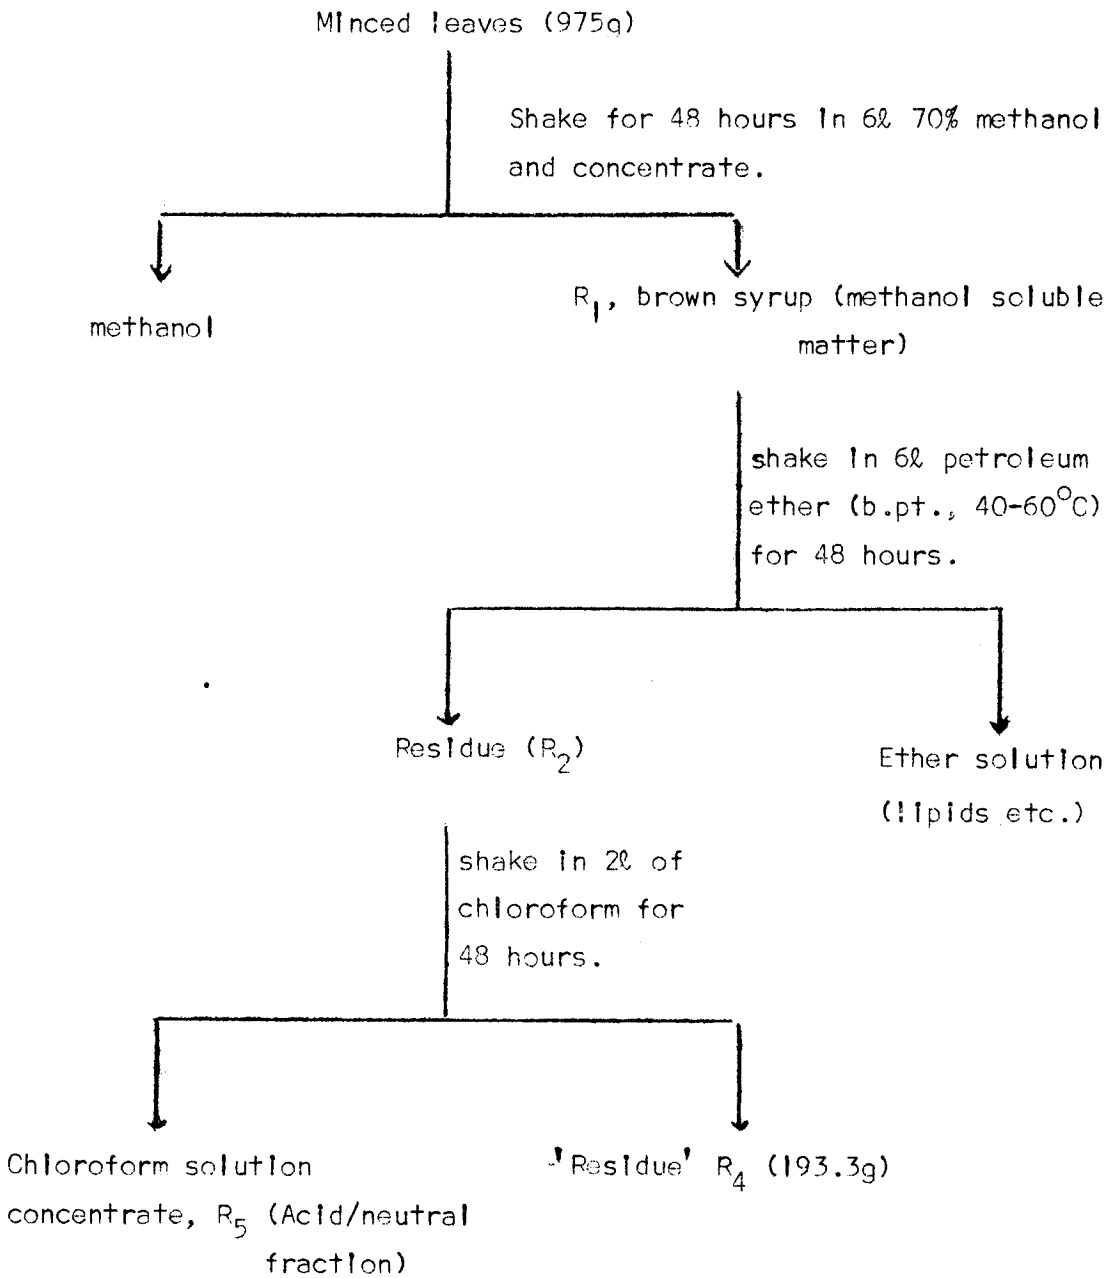 Minced leaves (975g)
Shake for 48 hours in 6ℓ 70% methanol
and concentrate.
methanol
R₁, brown syrup (methanol soluble
matter)
shake in 6ℓ petroleum
ether (b.pt., 40-60°C)
for 48 hours.
Residue (R₂)
Ether solution
(lipids etc.)
shake in 2ℓ of
chloroform for
48 hours.
Chloroform solution
concentrate, R₅ (Acid/neutral
fraction)
'Residue' R₄ (193.3g)